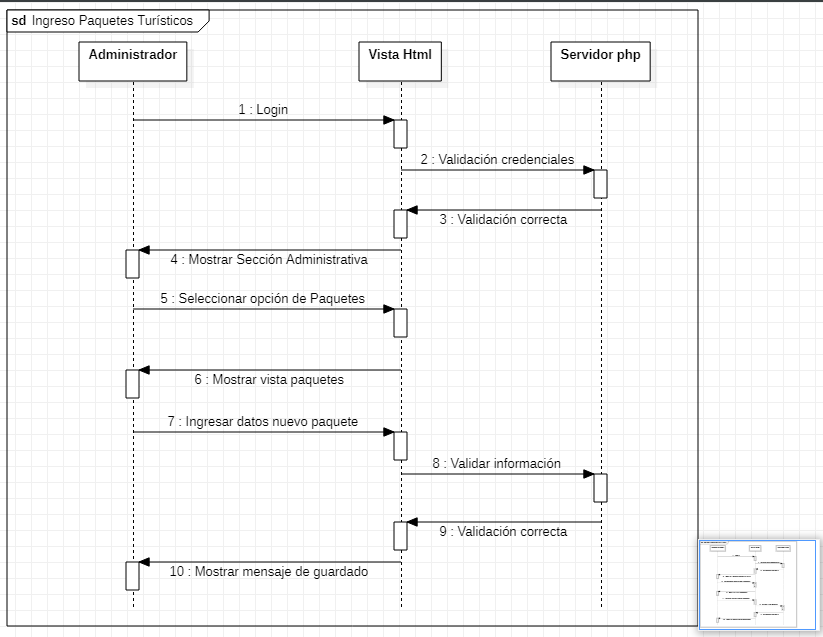 sd Ingreso Paquetes Turísticos
Administrador
Vista Html
Servidor php
1 : Login
2 : Validación credenciales
3 : Validación correcta
4 : Mostrar Sección Administrativa
5 : Seleccionar opción de Paquetes
6 : Mostrar vista paquetes
7 : Ingresar datos nuevo paquete
8 : Validar información
9 : Validación correcta
10 : Mostrar mensaje de guardado